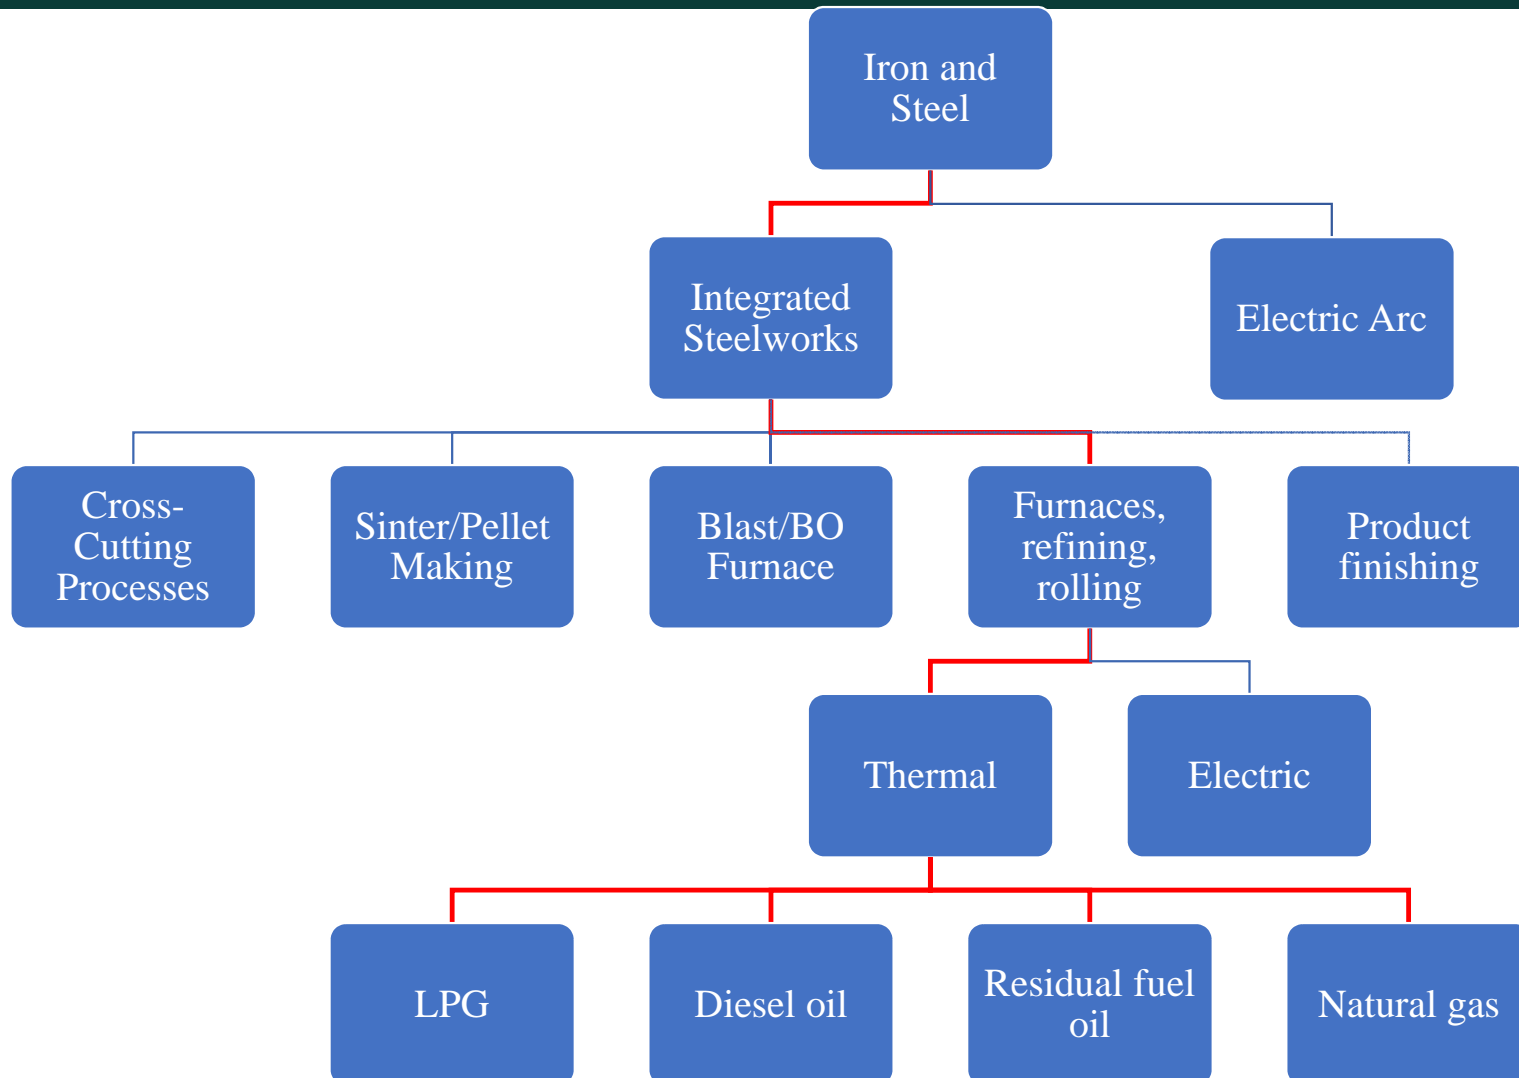 Iron and
Steel
Integrated
Steelworks
Electric Arc
Cross-
Cutting
Processes
Sinter/Pellet
Making
Blast/BO
Furnace
Furnaces,
refining,
rolling
Product
finishing
Thermal
Electric
LPG
Diesel oil
Residual fuel
oil
Natural gas